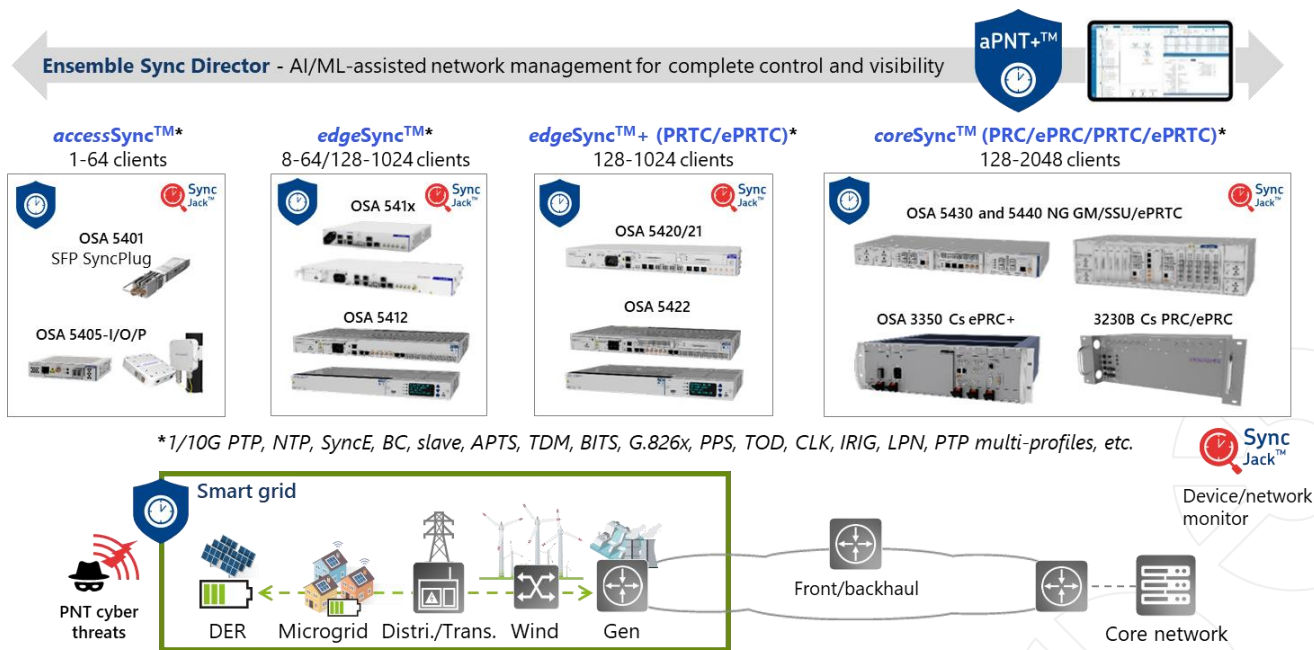 aPNT+™
Ensemble Sync Director - AI/ML-assisted network management for complete control and visibility
accessSync™*
1-64 clients
edgeSync™*
8-64/128-1024 clients
edgeSync™+ (PRTC/ePRTC)*
128-1024 clients
coreSync™ (PRC/ePRC/PRTC/ePRTC)*
128-2048 clients
Sync
Jack™
OSA 5401
SFP SyncPlug
OSA 5405-I/O/P
Sync
Jack™
OSA 541x
OSA 5412
Sync
Jack™
OSA 5420/21
OSA 5422
Sync
Jack™
OSA 5430 and 5440 NG GM/SSU/ePRTC
OSA 3350 Cs ePRC+
3230B Cs PRC/ePRC
*1/10G PTP, NTP, SyncE, BC, slave, APTS, TDM, BITS, G.826x, PPS, TOD, CLK, IRIG, LPN, PTP multi-profiles, etc.
Sync
Jack™
Device/network
monitor
Smart grid
PNT cyber
threats
DER
Microgrid
Distri./Trans.
Wind
Gen
Front/backhaul
Core network